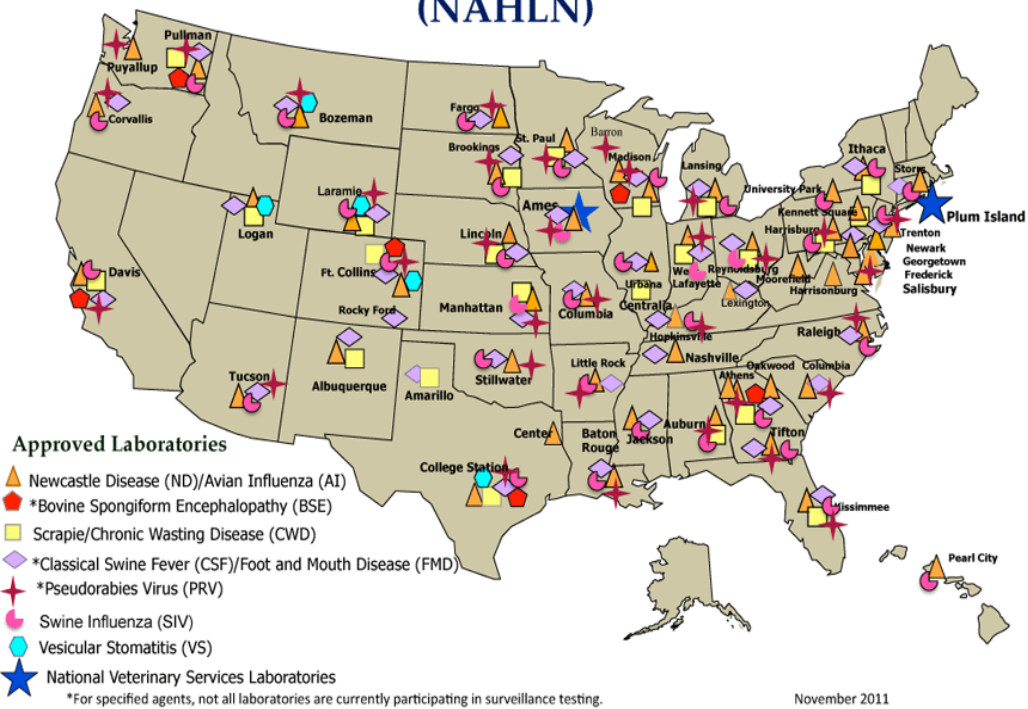 (NAHLN)
Pullman
Puyallup
Corvallis
Bozeman
Fargo
St. Paul
Barron
Brookings
Madison
Lansing
Ithaca
Storrs
University Park
Plum Island
Laramie
Logan
Ames
Kennett Square
Harrisburg
Trenton
Newark
Georgetown
Frederick
Salisbury
Lincoln
Davis
Ft. Collins
Rocky Ford
Urbana
We
Lafayette
Reynoldsburg
Moorefield
Harrisonburg
Lexington
Manhattan
Columbia
Centralia
Hopkinsville
Raleigh
Nashville
Albuquerque
Amarillo
Stillwater
Little Rock
Athens
Oakwood
Columbia
Tucson
Center
Baton
Rouge
Jackson
Auburn
Tifton
College Station
Kissimmee
Pearl City
Approved Laboratories
Newcastle Disease (ND)/Avian Influenza (AI)
*Bovine Spongiform Encephalopathy (BSE)
Scrapie/Chronic Wasting Disease (CWD)
*Classical Swine Fever (CSF)/Foot and Mouth Disease (FMD)
*Pseudorabies Virus (PRV)
Swine Influenza (SIV)
Vesicular Stomatitis (VS)
National Veterinary Services Laboratories
*For specified agents, not all laboratories are currently participating in surveillance testing.
November 2011